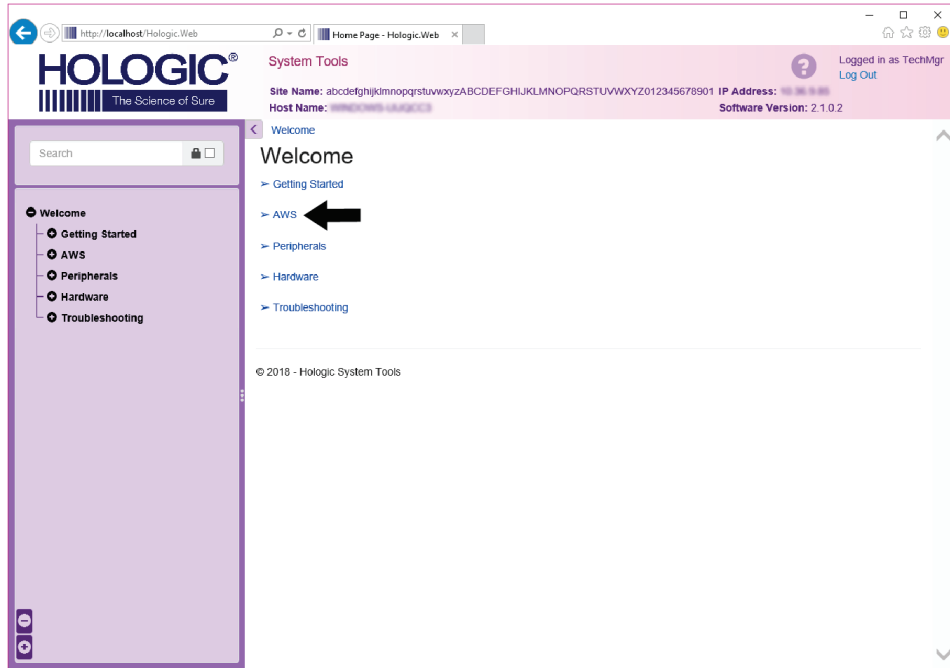 http://localhost/Hologic.Web
Home Page - Hologic.Web
HOLOGIC®
The Science of Sure
System Tools
Logged in as TechMgr
Log Out
Site Name: abcdefghijklmnopqrstuvwxyzABCDEFGHIJKLMNOPQRSTUVWXYZ012345678901 IP Address:
Host Name:
Software Version: 2.1.0.2
Search
Welcome
Getting Started
AWS
Peripherals
Hardware
Troubleshooting
Welcome
Welcome
Getting Started
AWS
Peripherals
Hardware
Troubleshooting
© 2018 - Hologic System Tools